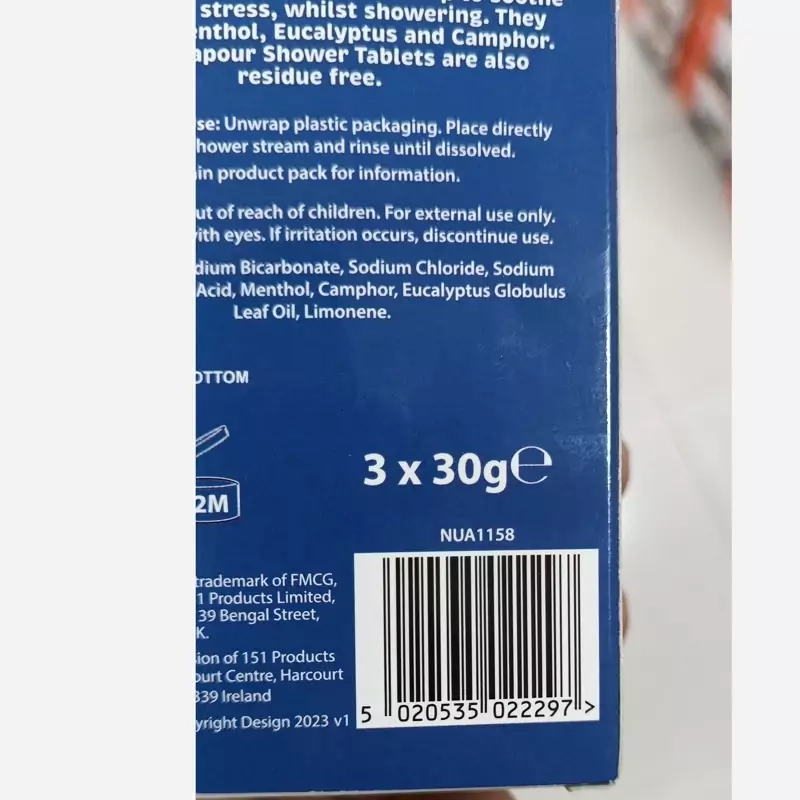 stress, whilst showering. They
enthol, Eucalyptus and Camphor.
apour Shower Tablets are also
residue free.
se: Unwrap plastic packaging. Place directly
hower stream and rinse until dissolved.
in product pack for information.
ut of reach of children. For external use only.
ith eyes. If irritation occurs, discontinue use.
dium Bicarbonate, Sodium Chloride, Sodium
Acid, Menthol, Camphor, Eucalyptus Globulus
Leaf Oil, Limonene.
OTTOM
3 x 30g℮
2M
NUA1158
trademark of FMCG,
1 Products Limited,
39 Bengal Street,
K.
ion of 151 Products
ourt Centre, Harcourt
339 Ireland
yright Design 2023 v1
5 020535 022297 >